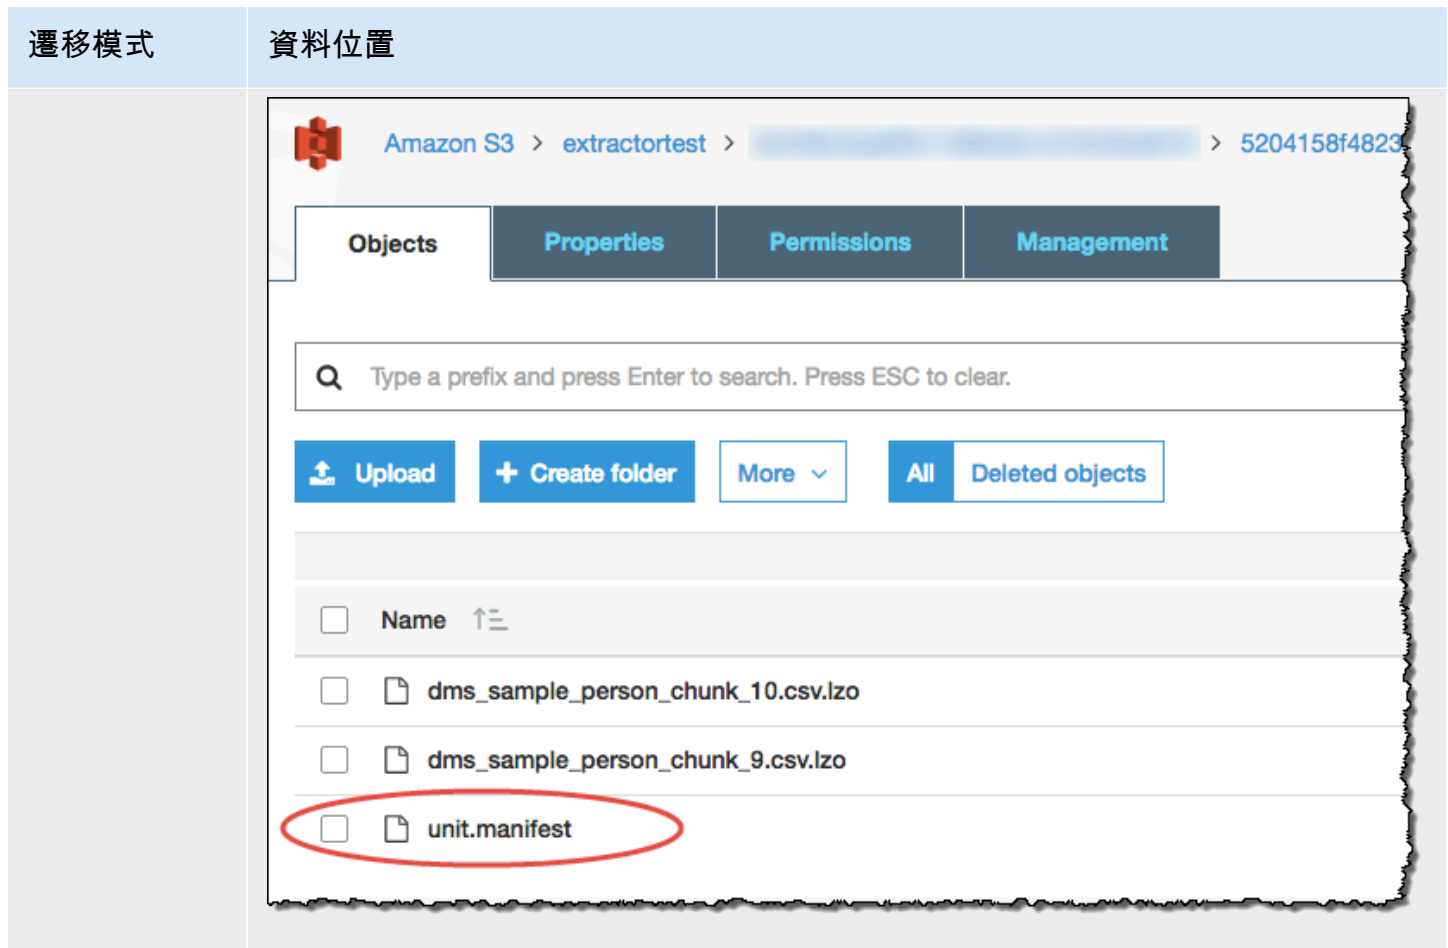 遷移模式 資料位置
Amazon S3 > extractortest > > 5204158f4823
Objects Properties Permissions Management
Type a prefix and press Enter to search. Press ESC to clear.
Upload + Create folder More All Deleted objects
Name
dms_sample_person_chunk_10.csv.lzo
dms_sample_person_chunk_9.csv.lzo
unit.manifest